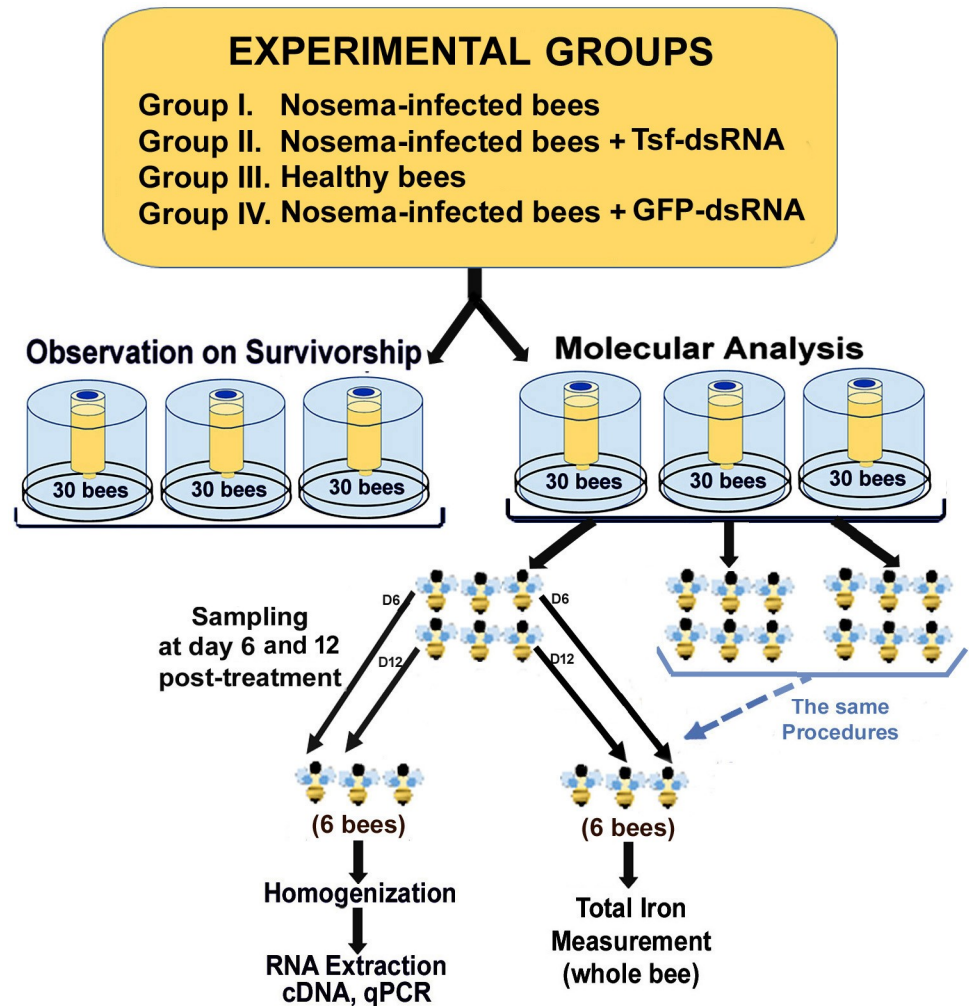 EXPERIMENTAL GROUPS
Group I. Nosema-infected bees
Group II. Nosema-infected bees + Tsf-dsRNA
Group III. Healthy bees
Group IV. Nosema-infected bees + GFP-dsRNA
Observation on Survivorship
Molecular Analysis
30 bees 30 bees 30 bees
30 bees 30 bees 30 bees
Sampling
at day 6 and 12
post-treatment
D6
D6
D12
D12
The same
Procedures
(6 bees)
(6 bees)
Homogenization
RNA Extraction
cDNA, qPCR
Total Iron
Measurement
(whole bee)